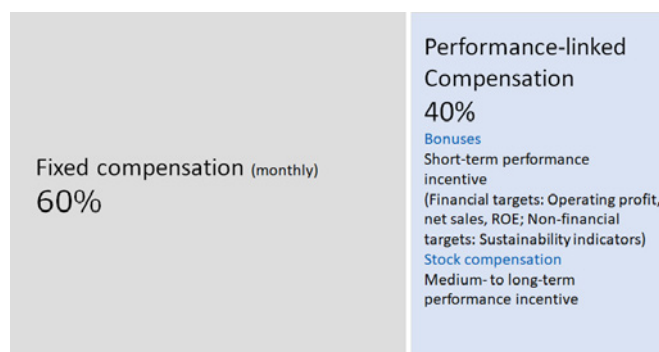 Fixed compensation (monthly)
60%
Performance-linked
Compensation
40%
Bonuses
Short-term performance
incentive
(Financial targets: Operating profit,
net sales, ROE; Non-financial
targets: Sustainability indicators)
Stock compensation
Medium- to long-term
performance incentive